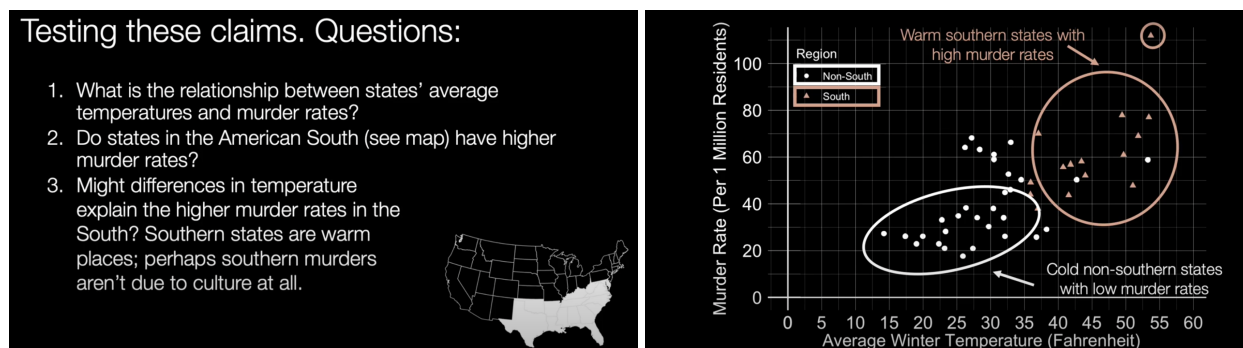 Testing these claims. Questions:
1. What is the relationship between states' average
temperatures and murder rates?
2. Do states in the American South (see map) have higher
murder rates?
3. Might differences in temperature
explain the higher murder rates in the
South? Southern states are warm
places; perhaps southern murders
aren't due to culture at all.
Warm southern states with
high murder rates
Region
Non-South
South
Murder Rate (Per 1 Million Residents)
100
80
60
40
20
0
Cold non-southern states
with low murder rates
0 5 10 15 20 25 30 35 40 45 50 55 60
Average Winter Temperature (Fahrenheit)